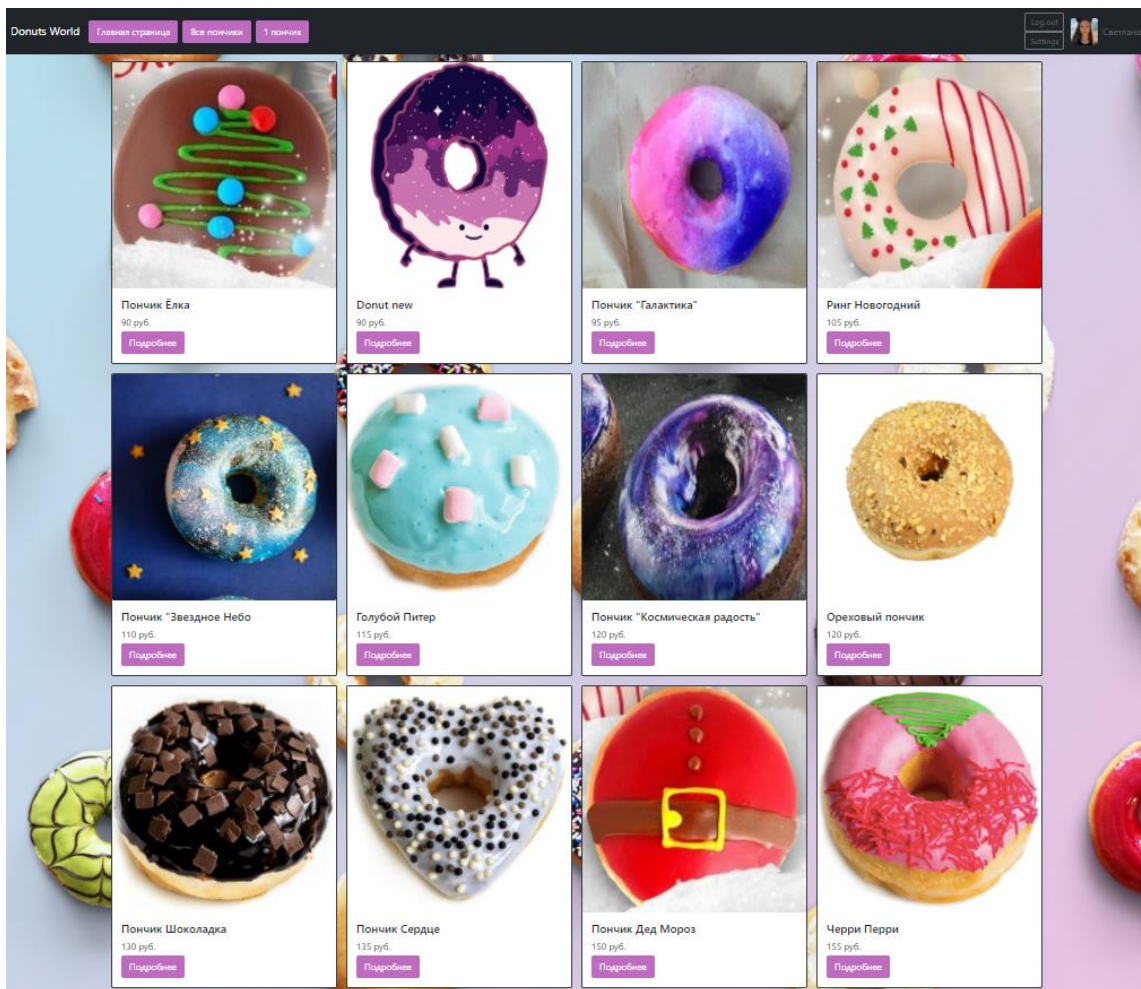 Donuts World Главная страница Все пончики 1 пончик Log out Settings Светлана
Пончик Ёлка
90 руб.
Подробнее
Donut new
90 руб.
Подробнее
Пончик "Галактика"
95 руб.
Подробнее
Ринг Новогодний
105 руб.
Подробнее
Пончик "Звездное Небо
110 руб.
Подробнее
Голубой Питер
115 руб.
Подробнее
Пончик "Космическая радость"
120 руб.
Подробнее
Ореховый пончик
120 руб.
Подробнее
Пончик Шоколадка
130 руб.
Подробнее
Пончик Сердце
135 руб.
Подробнее
Пончик Дед Мороз
150 руб.
Подробнее
Черри Перри
155 руб.
Подробнее